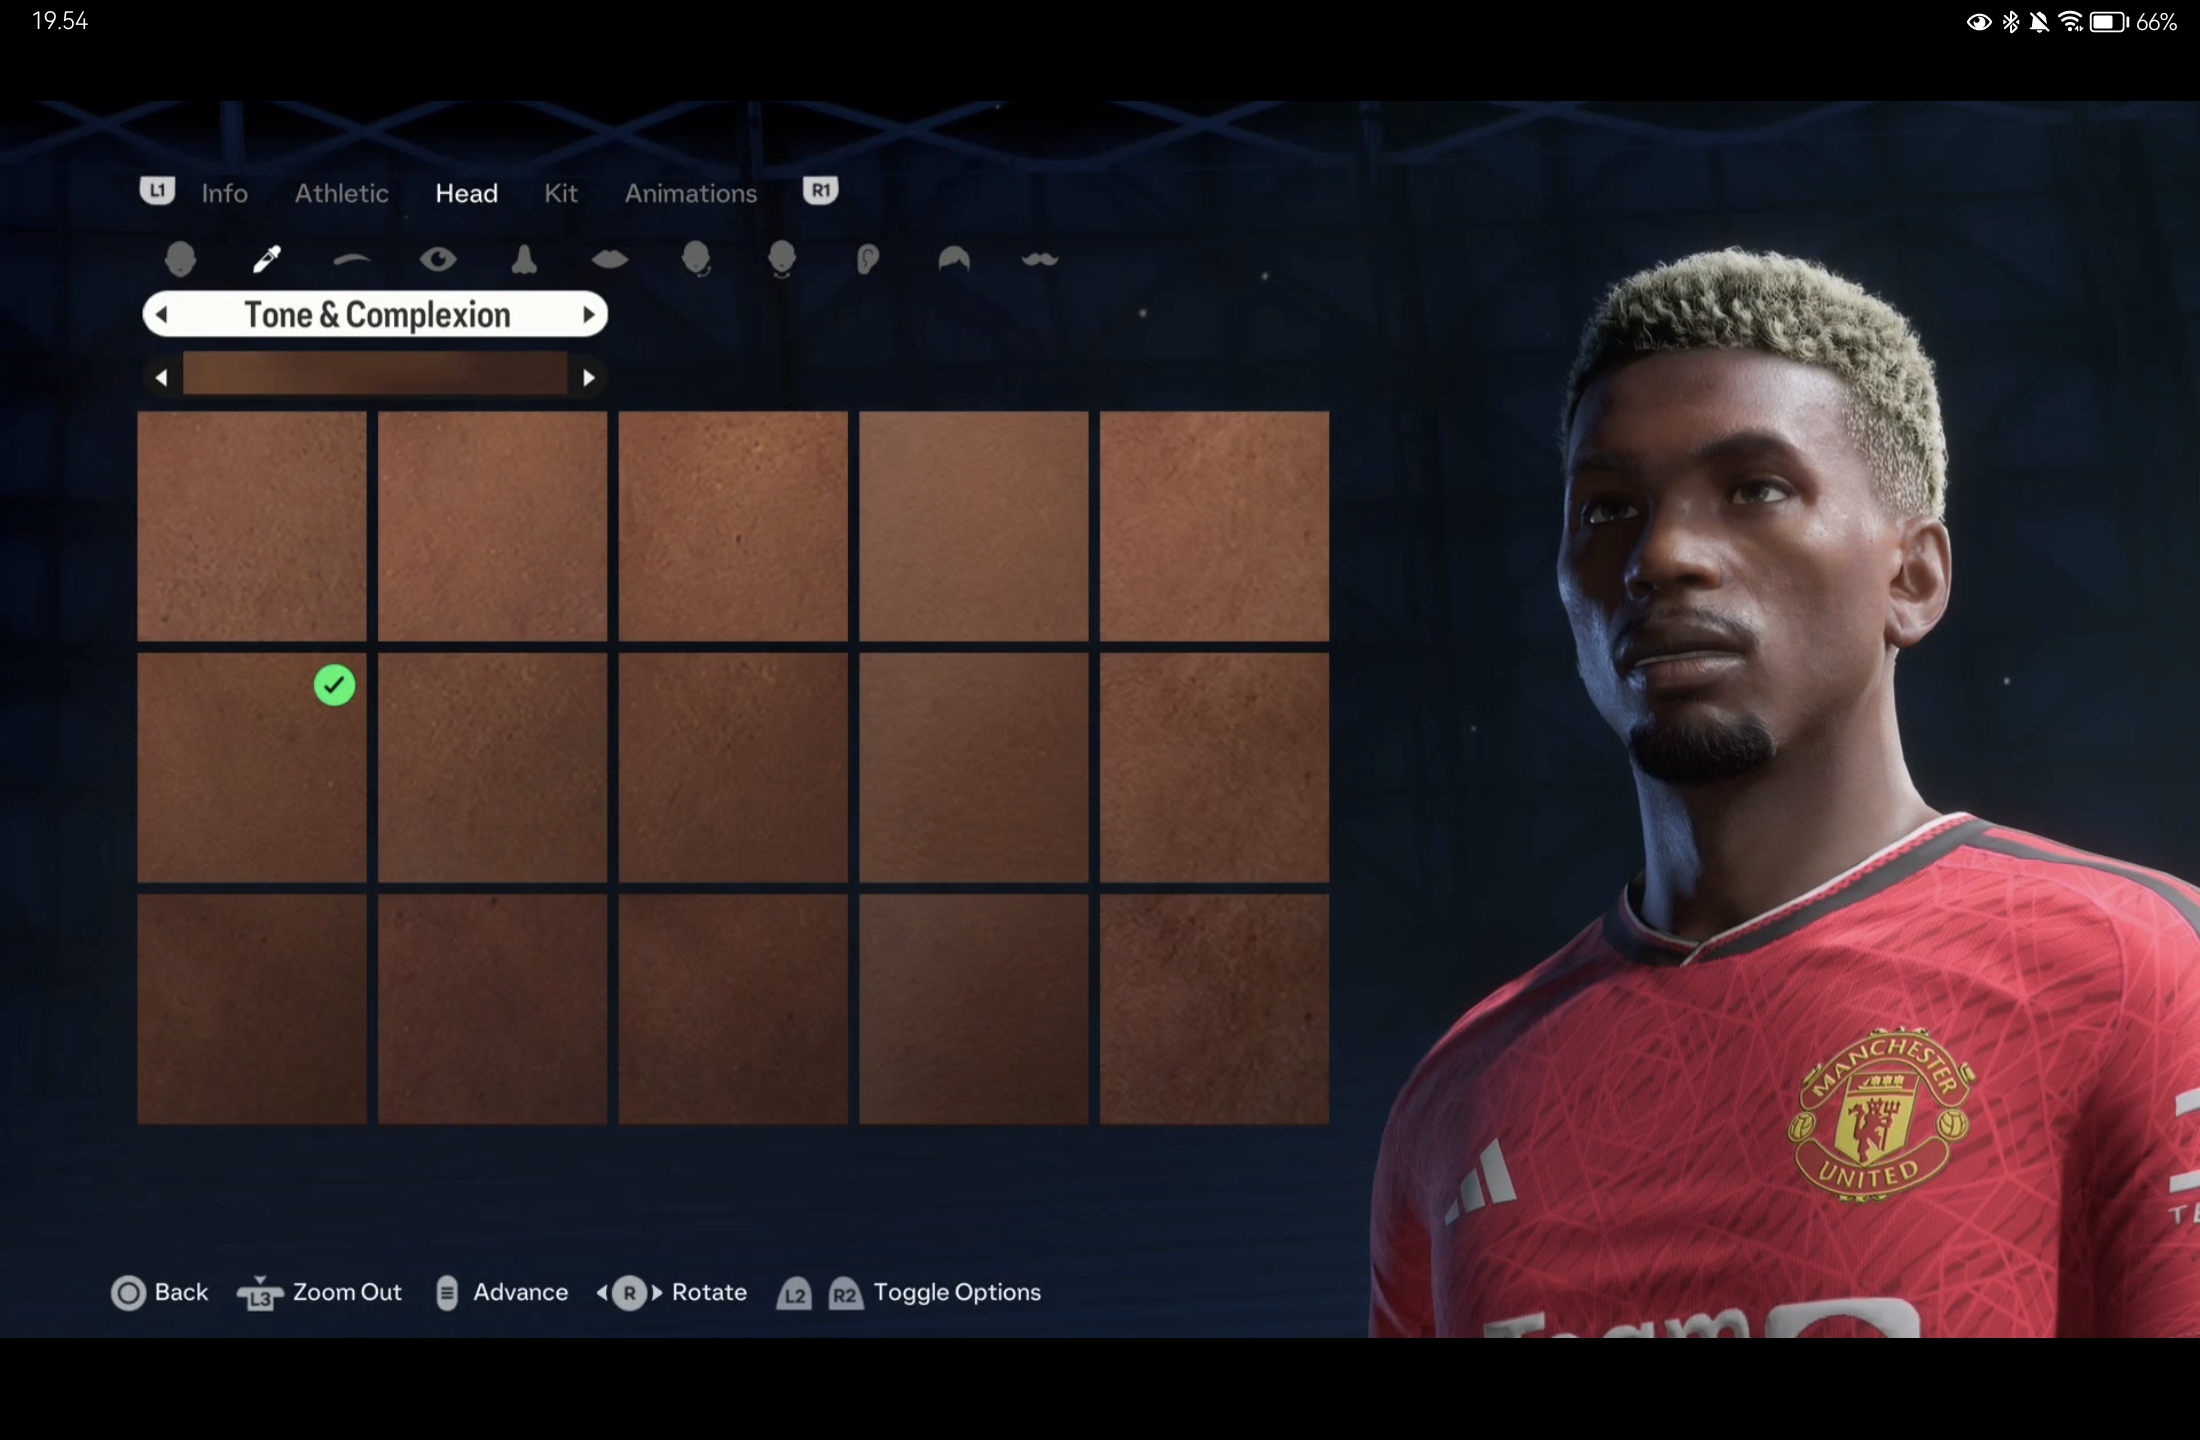 19.54 66%
L1 Info Athletic Head Kit Animations R1
Tone & Complexion
MANCHESTER
UNITED
Back L3 Zoom Out Advance R Rotate L2 R2 Toggle Options
Team